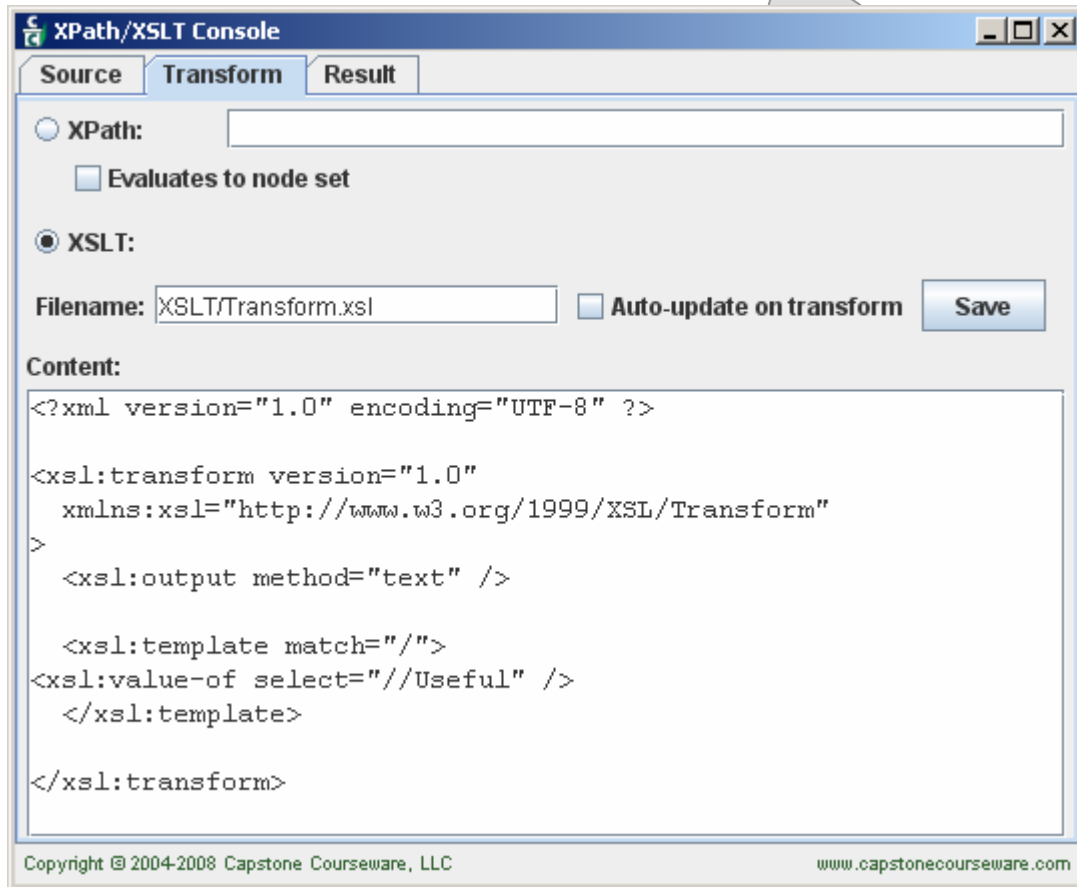 XPath/XSLT Console
Source Transform Result
XPath:
Evaluates to node set
XSLT:
Filename: XSLT/Transform.xsl Auto-update on transform Save
Content:
<?xml version="1.0" encoding="UTF-8" ?>
<xsl:transform version="1.0"
xmlns:xsl="http://www.w3.org/1999/XSL/Transform"
>
<xsl:output method="text" />
<xsl:template match="/">
<xsl:value-of select="//Useful" />
</xsl:template>
</xsl:transform>
Copyright © 2004-2008 Capstone Courseware, LLC www.capstonecourseware.com